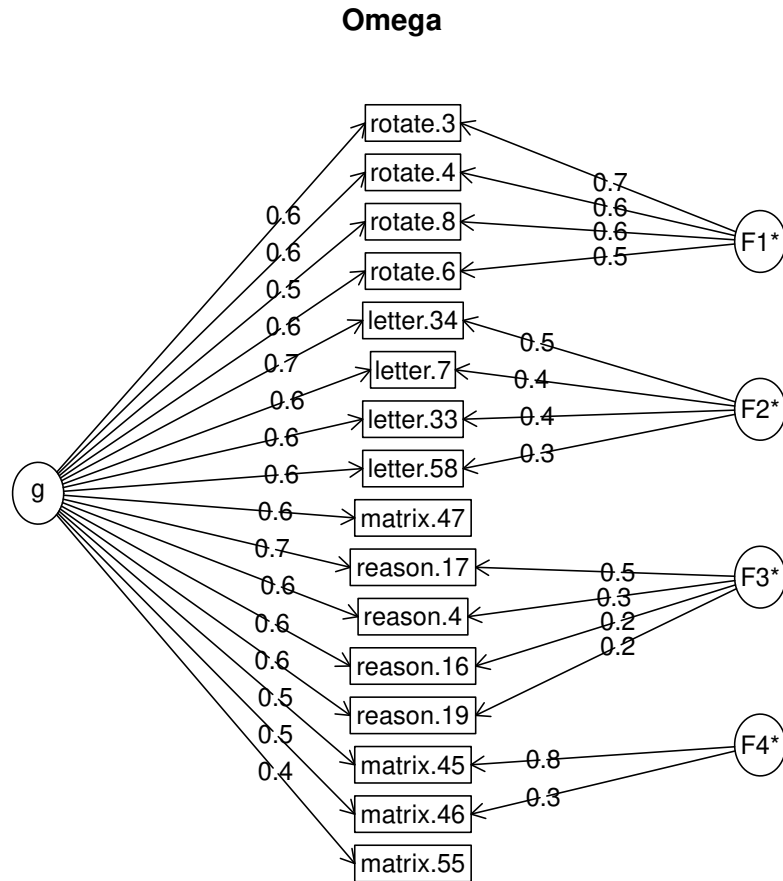 Omega
g
0.6
0.6
0.5
0.6
0.7
0.6
0.6
0.6
0.6
0.7
0.6
0.6
0.6
0.5
0.5
0.4
rotate.3
rotate.4
rotate.8
rotate.6
letter.34
letter.7
letter.33
letter.58
matrix.47
reason.17
reason.4
reason.16
reason.19
matrix.45
matrix.46
matrix.55
0.7
0.6
0.6
0.5
0.5
0.4
0.4
0.3
0.5
0.3
0.2
0.2
0.8
0.3
F1*
F2*
F3*
F4*